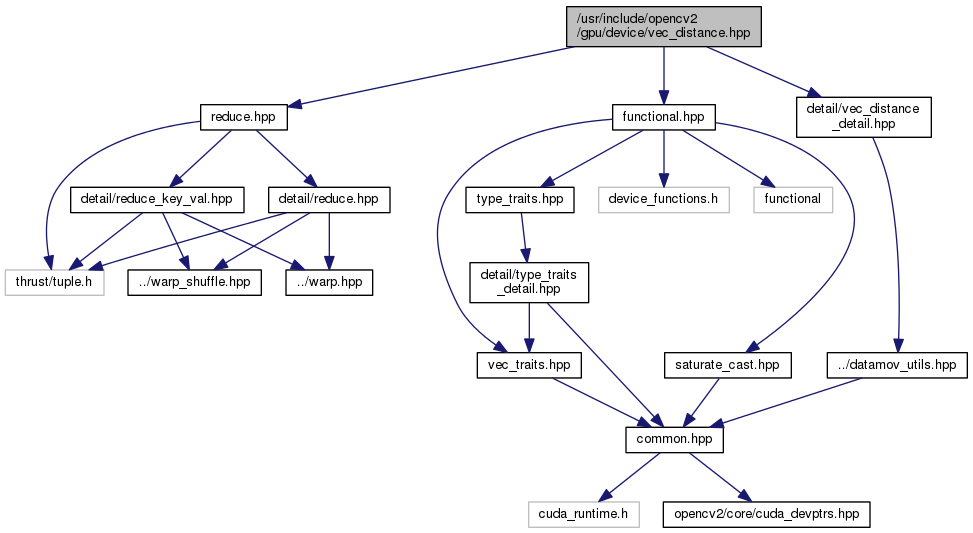 /usr/include/opencv2
/gpu/device/vec_distance.hpp
reduce.hpp
functional.hpp
detail/vec_distance
_detail.hpp
detail/reduce_key_val.hpp
detail/reduce.hpp
type_traits.hpp
device_functions.h
functional
thrust/tuple.h
../warp_shuffle.hpp
../warp.hpp
detail/type_traits
_detail.hpp
vec_traits.hpp
saturate_cast.hpp
../datamov_utils.hpp
common.hpp
cuda_runtime.h
opencv2/core/cuda_devptrs.hpp